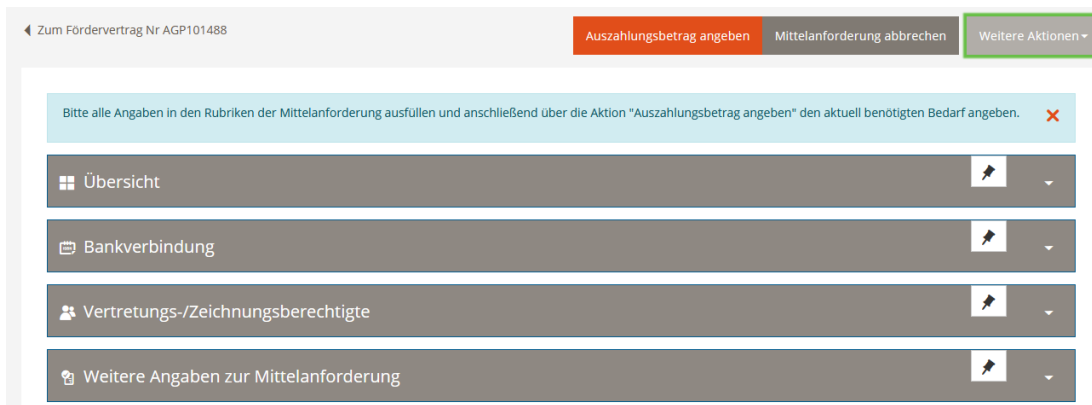 Zum Fördervertrag Nr AGP101488
Auszahlungsbetrag angeben
Mittelanforderung abbrechen
Weitere Aktionen
Bitte alle Angaben in den Rubriken der Mittelanforderung ausfüllen und anschließend über die Aktion "Auszahlungsbetrag angeben" den aktuell benötigten Bedarf angeben.
Übersicht
Bankverbindung
Vertretungs-/Zeichnungsberechtigte
Weitere Angaben zur Mittelanforderung